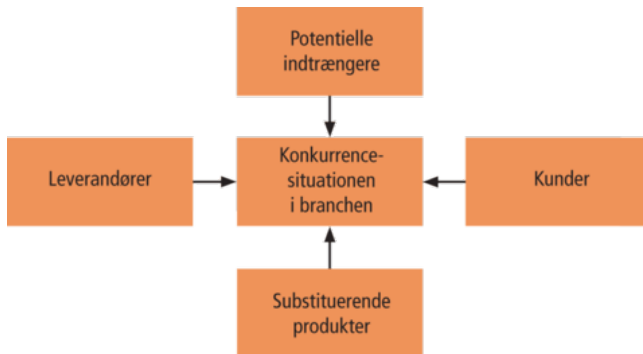 Potentielle
indtrængere
Leverandører
Konkurrence-
situationen
i branchen
Kunder
Substituerende
produkter